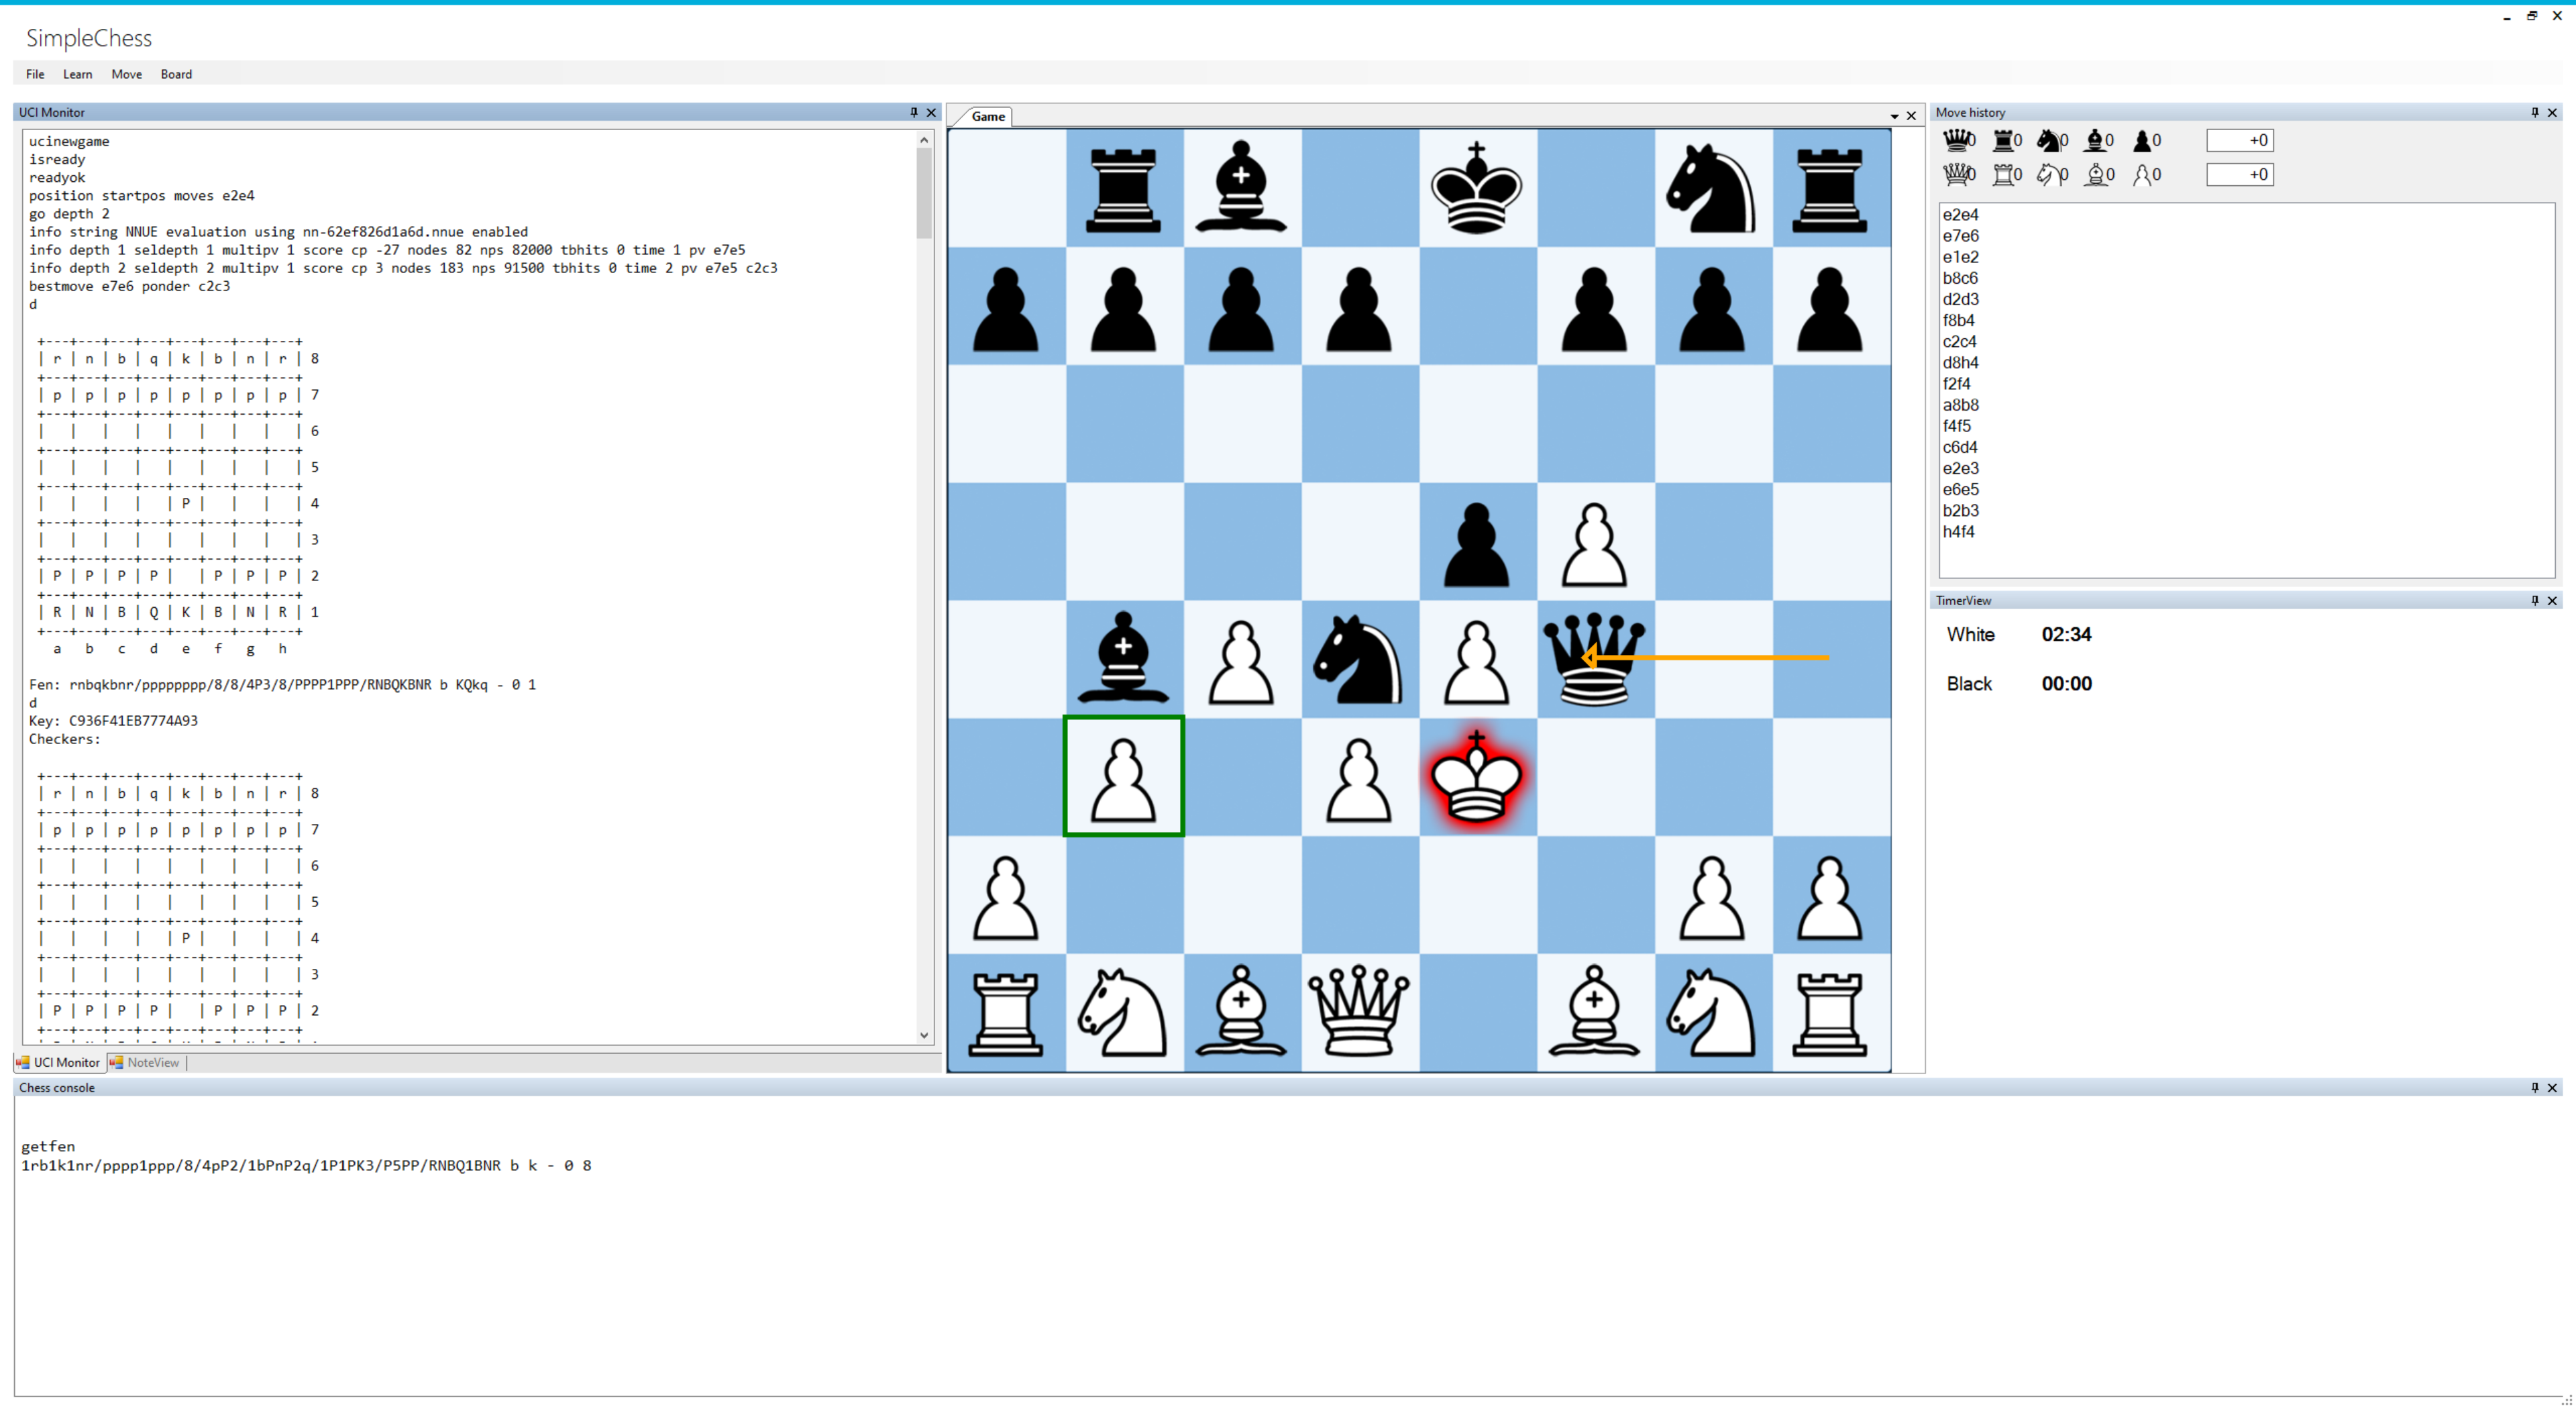 SimpleChess
File Learn Move Board
UCI Monitor
ucinewgame
isready
readyok
position startpos moves e2e4
go depth 2
info string NNUE evaluation using nn-62ef826d1a6d.nnue enabled
info depth 1 seldepth 1 multipv 1 score cp -27 nodes 82 nps 82000 tbhits 0 time 1 pv e7e5
info depth 2 seldepth 2 multipv 1 score cp 3 nodes 183 nps 91500 tbhits 0 time 2 pv e7e5 c2c3
bestmove e7e6 ponder c2c3
d
+---+---+---+---+---+---+---+---+
| r | n | b | q | k | b | n | r | 8
+---+---+---+---+---+---+---+---+
| p | p | p | p | p | p | p | p | 7
+---+---+---+---+---+---+---+---+
|   |   |   |   |   |   |   |   | 6
+---+---+---+---+---+---+---+---+
|   |   |   |   |   |   |   |   | 5
+---+---+---+---+---+---+---+---+
|   |   |   |   | P |   |   |   | 4
+---+---+---+---+---+---+---+---+
|   |   |   |   |   |   |   |   | 3
+---+---+---+---+---+---+---+---+
| P | P | P | P |   | P | P | P | 2
+---+---+---+---+---+---+---+---+
| R | N | B | Q | K | B | N | R | 1
+---+---+---+---+---+---+---+---+
a b c d e f g h
Fen: rnbqkbnr/pppppppp/8/8/4P3/8/PPPP1PPP/RNBQKBNR b KQkq - 0 1
d
Key: C936F41EB7774A93
Checkers:
+---+---+---+---+---+---+---+---+
| r | n | b | q | k | b | n | r | 8
+---+---+---+---+---+---+---+---+
| p | p | p | p | p | p | p | p | 7
+---+---+---+---+---+---+---+---+
|   |   |   |   |   |   |   |   | 6
+---+---+---+---+---+---+---+---+
|   |   |   |   |   |   |   |   | 5
+---+---+---+---+---+---+---+---+
|   |   |   |   | P |   |   |   | 4
+---+---+---+---+---+---+---+---+
|   |   |   |   |   |   |   |   | 3
+---+---+---+---+---+---+---+---+
| P | P | P | P |   | P | P | P | 2
+---+---+---+---+---+---+---+---+
UCI Monitor NoteView
Game
Move history
0 0 0 0 0 +0
0 0 0 0 0 +0
e2e4
e7e6
e1e2
b8c6
d2d3
f8b4
c2c4
d8h4
f2f4
a8b8
f4f5
c6d4
e2e3
e6e5
b2b3
h4f4
TimerView
White 02:34
Black 00:00
Chess console
getfen
1rb1k1nr/pppp1ppp/8/4pP2/1bPnP2q/1P1PK3/P5PP/RNBQ1BNR b k - 0 8